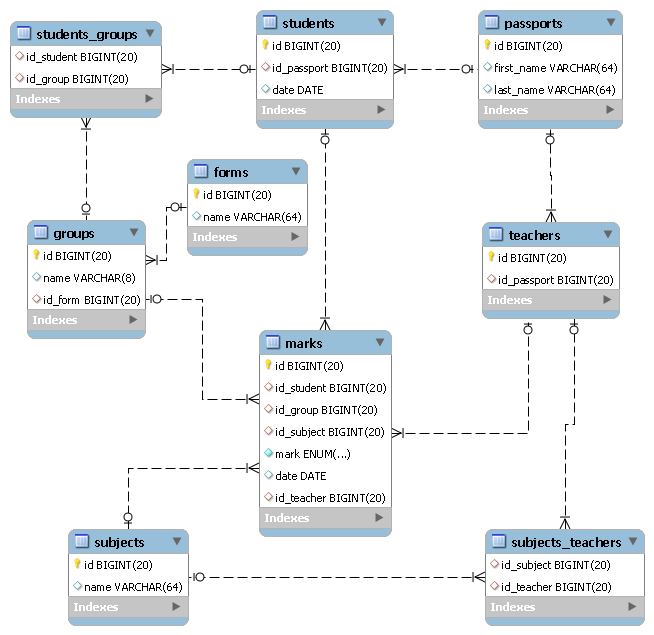 students_groups
id_student BIGINT(20)
id_group BIGINT(20)
Indexes
students
id BIGINT(20)
id_passport BIGINT(20)
date DATE
Indexes
passports
id BIGINT(20)
first_name VARCHAR(64)
last_name VARCHAR(64)
Indexes
forms
id BIGINT(20)
name VARCHAR(64)
Indexes
groups
id BIGINT(20)
name VARCHAR(8)
id_form BIGINT(20)
Indexes
teachers
id BIGINT(20)
id_passport BIGINT(20)
Indexes
marks
id BIGINT(20)
id_student BIGINT(20)
id_group BIGINT(20)
id_subject BIGINT(20)
mark ENUM(...)
date DATE
id_teacher BIGINT(20)
Indexes
subjects
id BIGINT(20)
name VARCHAR(64)
Indexes
subjects_teachers
id_subject BIGINT(20)
id_teacher BIGINT(20)
Indexes